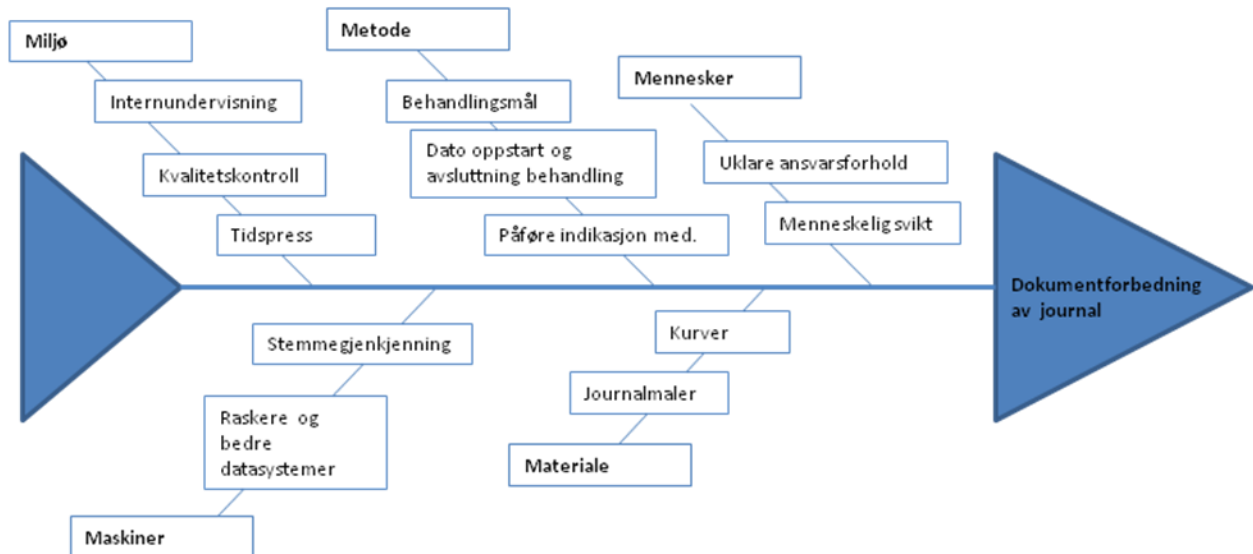 Miljø
Internundervisning
Kvalitetskontroll
Tidspress
Metode
Behandlingsmål
Dato oppstart og
avsluttning behandling
Påføre indikasjon med.
Mennesker
Uklare ansvarsforhold
Menneskelig svikt
Dokumentforbedning
av journal
Stemmegjenkjenning
Raskere og
bedre
datasystemer
Maskiner
Kurver
Journalmaler
Materiale